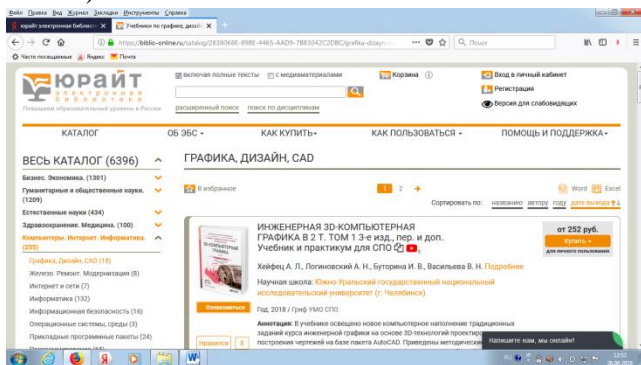 Файл Правка Вид Журнал Закладки Инструменты Справка
юрайт электронная библиоте
Учебники по графике, дизайн
https://biblio-online.ru/catalog/2838068E-898E-4465-AAD9-7B83042C2DBC/grafika-dizayn-c
Поиск
Часто посещаемые Яндекс Почта
включая полные тексты с медиаматериалами
Корзина
Вход в личный кабинет
юрайт
электронная
библиотека
Регистрация
Повышаем образовательный уровень в России
расширенный поиск поиск по дисциплинам
Версия для слабовидящих
КАТАЛОГ ОБ ЭБС КАК КУПИТЬ КАК ПОЛЬЗОВАТЬСЯ ПОМОЩЬ И ПОДДЕРЖКА
ВЕСЬ КАТАЛОГ (6396)
Бизнес. Экономика. (1301)
Гуманитарные и общественные науки. (1209)
Естественные науки (434)
Здравоохранение. Медицина. (100)
Компьютеры. Интернет. Информатика. (255)
Графика, Дизайн, CAD (18)
Железо. Ремонт. Модернизация (8)
Интернет и сети (7)
Информатика (132)
Информационная безопасность (16)
Операционные системы, среды (3)
Прикладные программные пакеты (24)
ГРАФИКА, ДИЗАЙН, CAD
В избранное
1 2
Word Excel
Сортировать по: названию автору году дате выхода
ИНЖЕНЕРНАЯ 3D-КОМПЬЮТЕРНАЯ
ГРАФИКА В 2 Т. ТОМ 1 3-е изд., пер. и доп.
Учебник и практикум для СПО
от 252 руб.
Купить
для личного пользования
Хейфец А. Л., Логиновский А. Н., Буторина И. В., Васильева В. Н. Подробнее
Научная школа: Южно-Уральский государственный национальный
исследовательский университет (г. Челябинск).
Ознакомиться
Год: 2018 / Гриф УМО СПО
Аннотация: В учебнике освещено новое компьютерное наполнение традиционных
заданий курса инженерной графики на основе 3D-технологий проектир
построения чертежей на базе пакета AutoCAD. Приведены методически
Нравится 8
Напишите нам, мы онлайн!
12:53